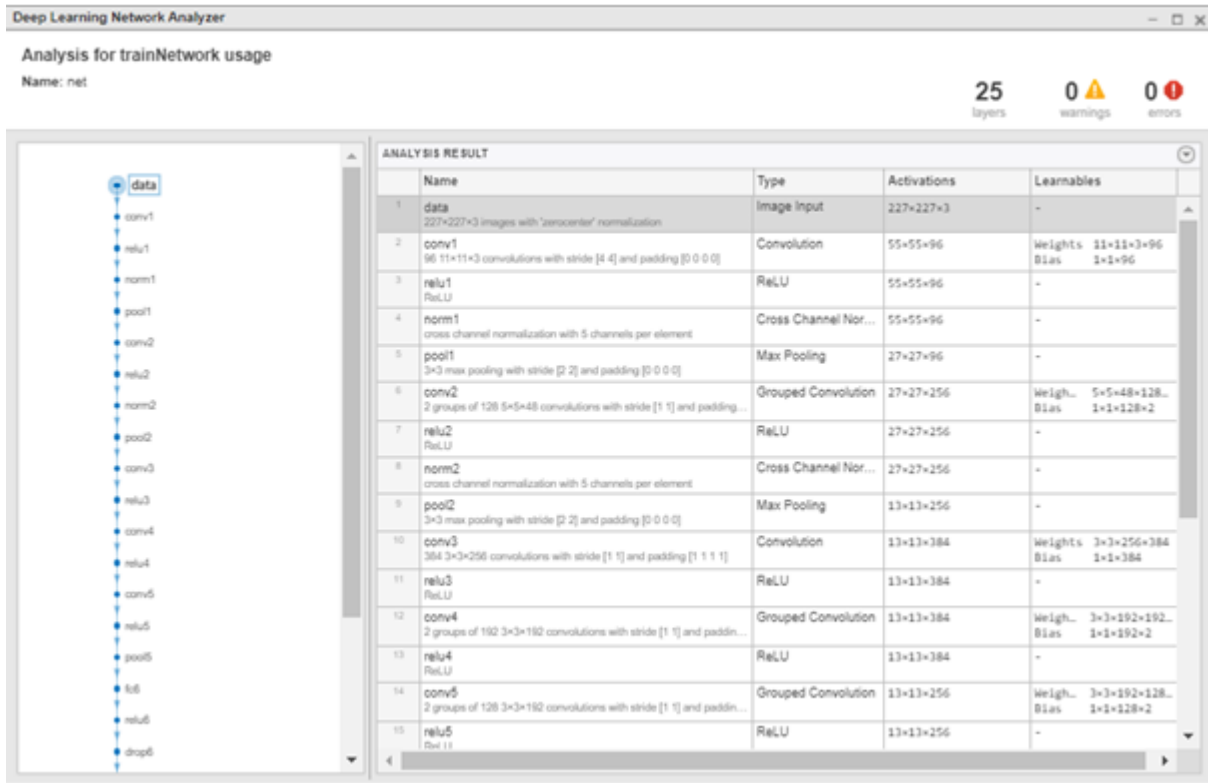 Deep Learning Network Analyzer
Analysis for trainNetwork usage
Name: net
25 0 0
layers warnings errors
data
conv1
relu1
norm1
pool1
conv2
relu2
norm2
pool2
conv3
relu3
conv4
relu4
conv5
relu5
pool5
fc6
relu6
drop6
ANALYSIS RESULT
Name Type Activations Learnables
1 data Image Input 227×227×3 -
227×227×3 images with 'zerocenter' normalization
2 conv1 Convolution 55×55×96 Weights 11×11×3×96
96 11×11×3 convolutions with stride [4 4] and padding [0 0 0 0] Bias 1×1×96
3 relu1 ReLU 55×55×96 -
ReLU
4 norm1 Cross Channel Nor... 55×55×96 -
cross channel normalization with 5 channels per element
5 pool1 Max Pooling 27×27×96 -
3×3 max pooling with stride [2 2] and padding [0 0 0 0]
6 conv2 Grouped Convolution 27×27×256 Weigh… 5×5×48×128…
2 groups of 128 5×5×48 convolutions with stride [1 1] and padding... Bias 1×1×128×2
7 relu2 ReLU 27×27×256 -
ReLU
8 norm2 Cross Channel Nor... 27×27×256 -
cross channel normalization with 5 channels per element
9 pool2 Max Pooling 13×13×256 -
3×3 max pooling with stride [2 2] and padding [0 0 0 0]
10 conv3 Convolution 13×13×384 Weights 3×3×256×384
384 3×3×256 convolutions with stride [1 1] and padding [1 1 1 1] Bias 1×1×384
11 relu3 ReLU 13×13×384 -
ReLU
12 conv4 Grouped Convolution 13×13×384 Weigh… 3×3×192×192…
2 groups of 192 3×3×192 convolutions with stride [1 1] and paddin... Bias 1×1×192×2
13 relu4 ReLU 13×13×384 -
ReLU
14 conv5 Grouped Convolution 13×13×256 Weigh… 3×3×192×128…
2 groups of 128 3×3×192 convolutions with stride [1 1] and paddin... Bias 1×1×128×2
15 relu5 ReLU 13×13×256 -
ReLU